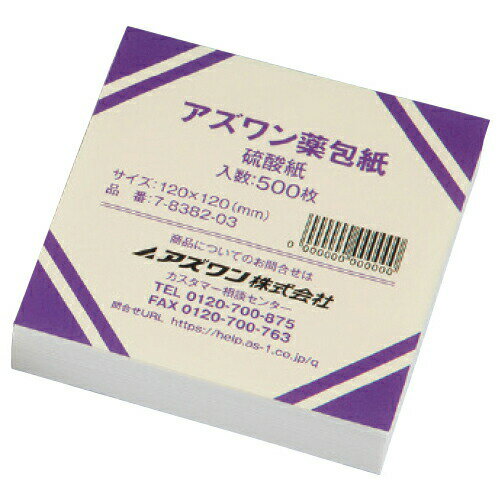 アズワン薬包紙
硫酸紙
入数:500枚
サイズ:120×120(mm)
品 番:7-8382-03
0 000000 000000
商品についてのお問合せは
アズワン株式会社
カスタマー相談センター
TEL 0120-700-875
FAX 0120-700-763
問合せURL https://help.as-1.co.jp/q